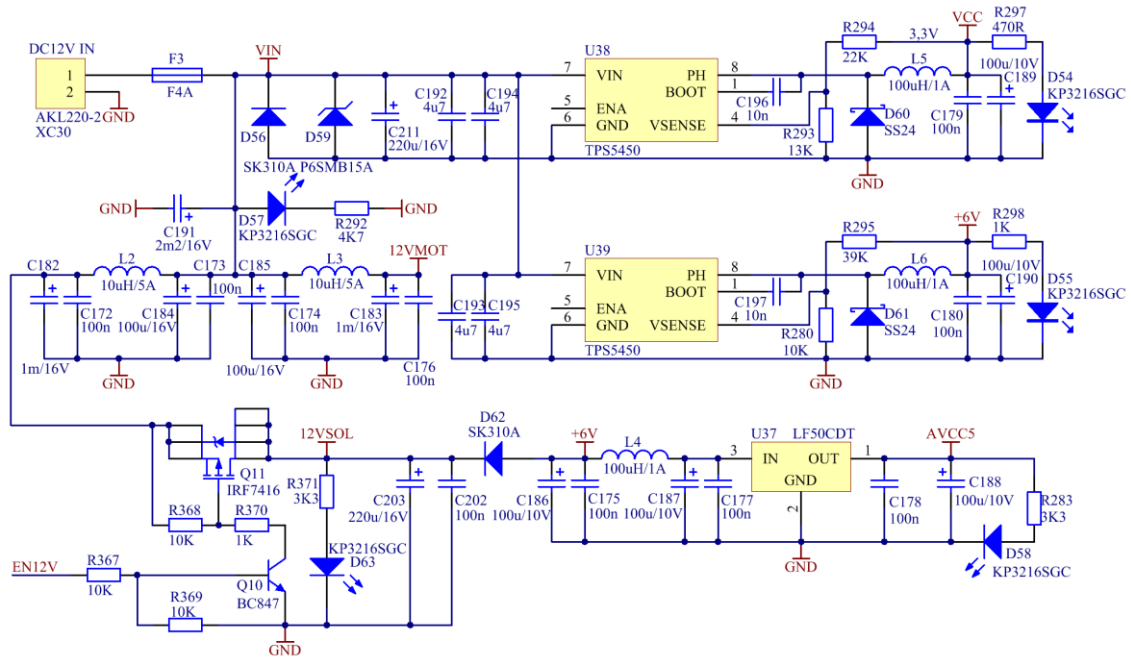 DC12V IN
1
2
AKL220-2
XC30
GND
F3
F4A
VIN
D56
SK310A
D59
P6SMB15A
C211
220u/16V
C192
4u7
C194
4u7
U38
7
VIN
5
ENA
6
GND
PH
8
BOOT
1
VSENSE
4
TPS5450
C196
10n
R294
22K
3,3V
R293
13K
D60
SS24
L5
100uH/1A
VCC
R297
470R
100u/10V
C189
C179
100n
D54
KP3216SGC
GND
GND
C191
2m2/16V
D57
KP3216SGC
R292
4K7
GND
C182
L2
10uH/5A
C173
100n
C185
L3
10uH/5A
12VMOT
C172
100n
C184
100u/16V
C174
100n
C183
1m/16V
1m/16V
GND
100u/16V
GND
C176
100n
C193
4u7
C195
4u7
U39
7
VIN
5
ENA
6
GND
PH
8
BOOT
1
VSENSE
4
TPS5450
C197
10n
R295
39K
R280
10K
D61
SS24
L6
100uH/1A
+6V
R298
1K
100u/10V
C190
C180
100n
D55
KP3216SGC
GND
Q11
IRF7416
R368
10K
R370
1K
EN12V
R367
10K
Q10
BC847
R369
10K
GND
12VSOL
R371
3K3
KP3216SGC
D63
C203
220u/16V
C202
100n
D62
SK310A
+6V
L4
100uH/1A
C186
100u/10V
C175
100n
C187
100u/10V
C177
100n
U37
LF50CDT
3
IN
OUT
1
GND
2
GND
AVCC5
C178
100n
C188
100u/10V
R283
3K3
D58
KP3216SGC